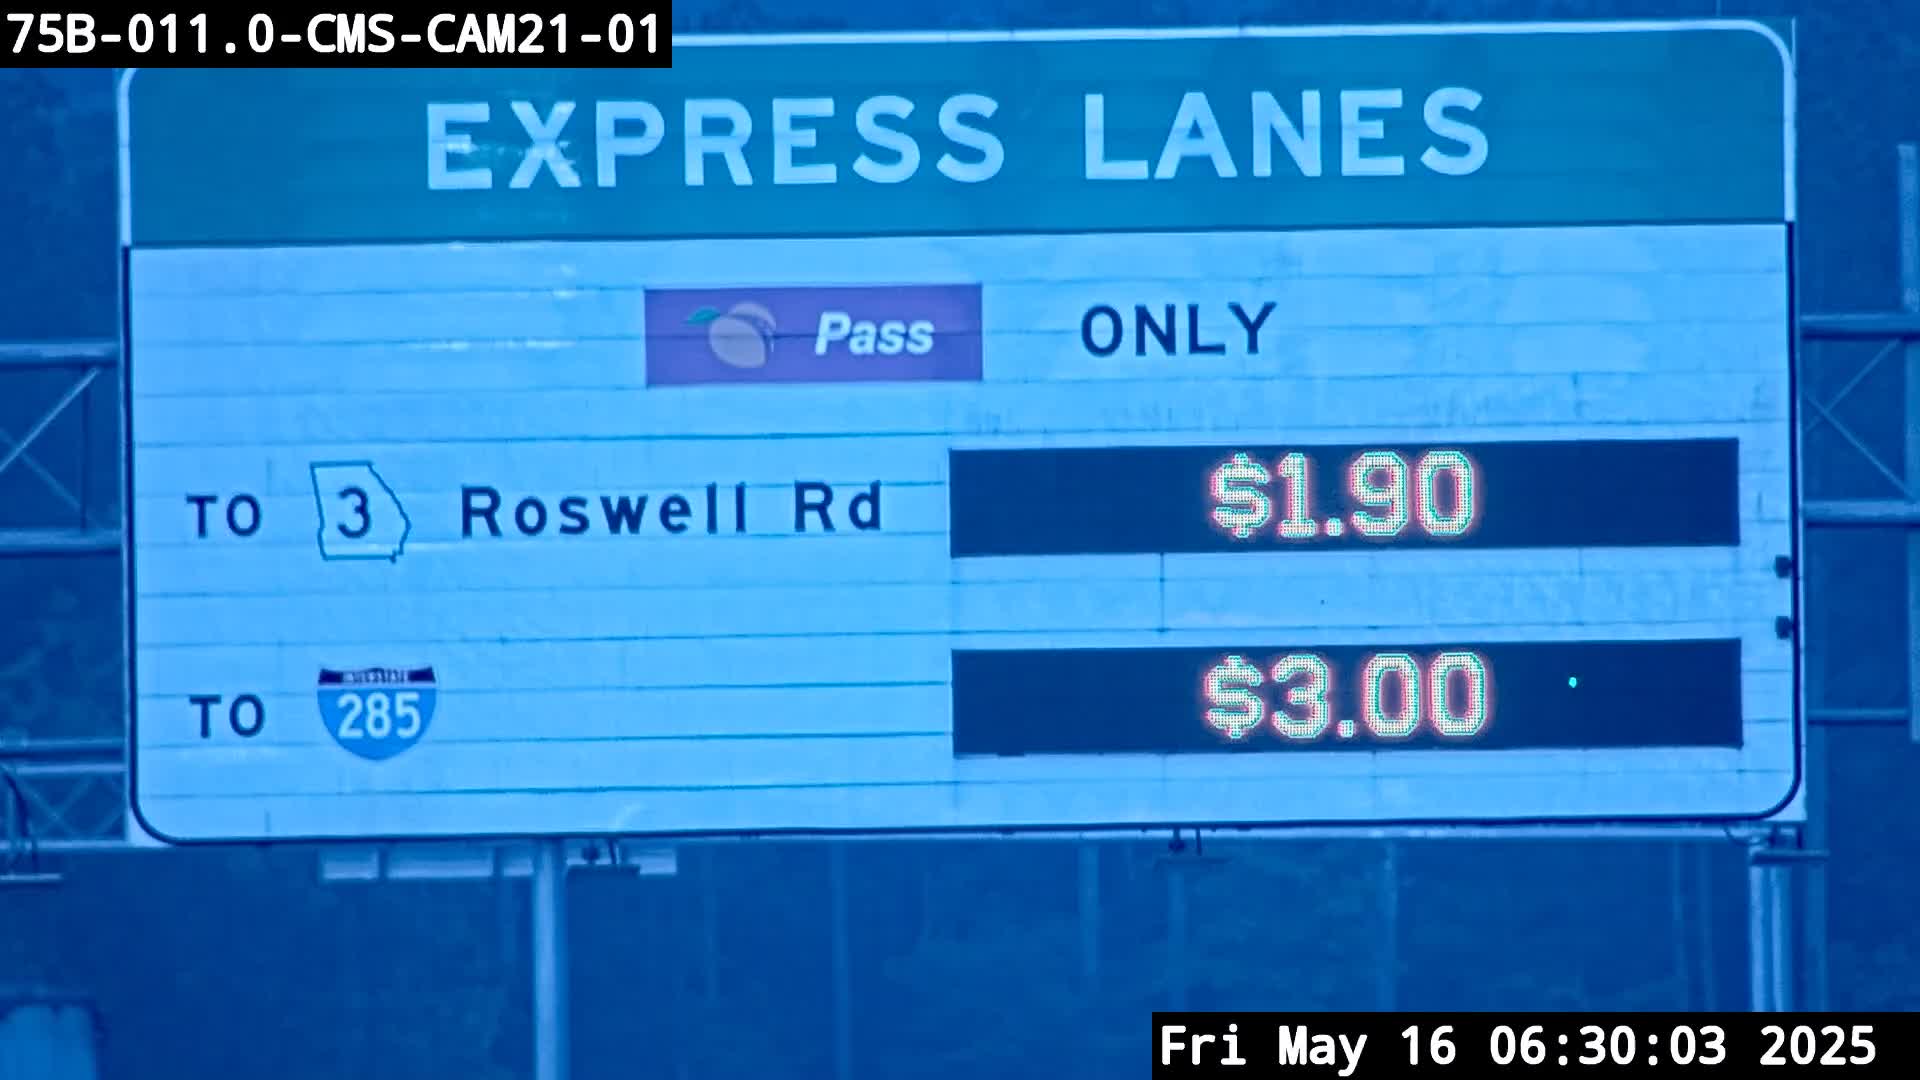 75B-011.0-CMS-CAM21-01
EXPRESS LANES
Pass ONLY
TO 3 Roswell Rd $1.90
TO 285 $3.00
Fri May 16 06:30:03 2025